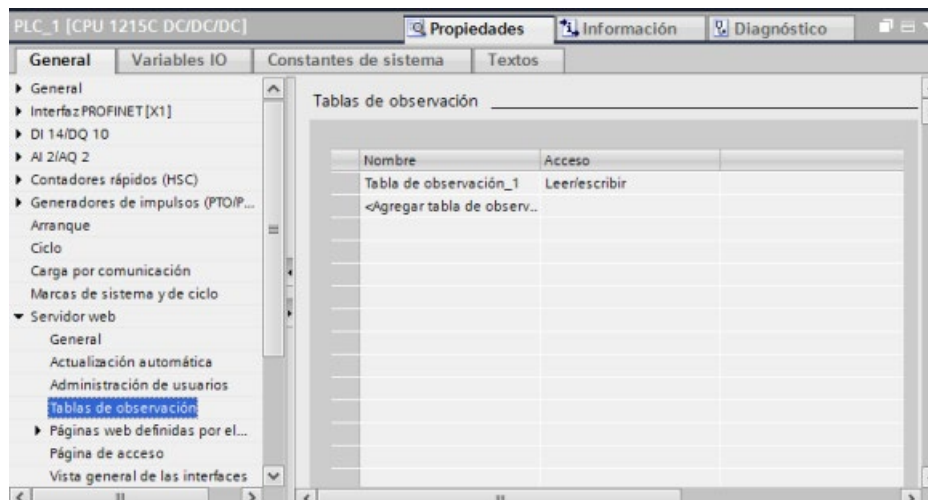 PLC_1 [CPU 1215C DC/DC/DC]
Propiedades
Información
Diagnóstico
General
Variables IO
Constantes de sistema
Textos
General
Interfaz PROFINET [X1]
DI 14/DQ 10
AI 2/AQ 2
Contadores rápidos (HSC)
Generadores de impulsos (PTO/P...
Arranque
Ciclo
Carga por comunicación
Marcas de sistema y de ciclo
Servidor web
General
Actualización automática
Administración de usuarios
Tablas de observación
Páginas web definidas por el...
Página de acceso
Vista general de las interfaces
Tablas de observación
Nombre
Acceso
Tabla de observación_1
Leer/escribir
<Agregar tabla de observ..